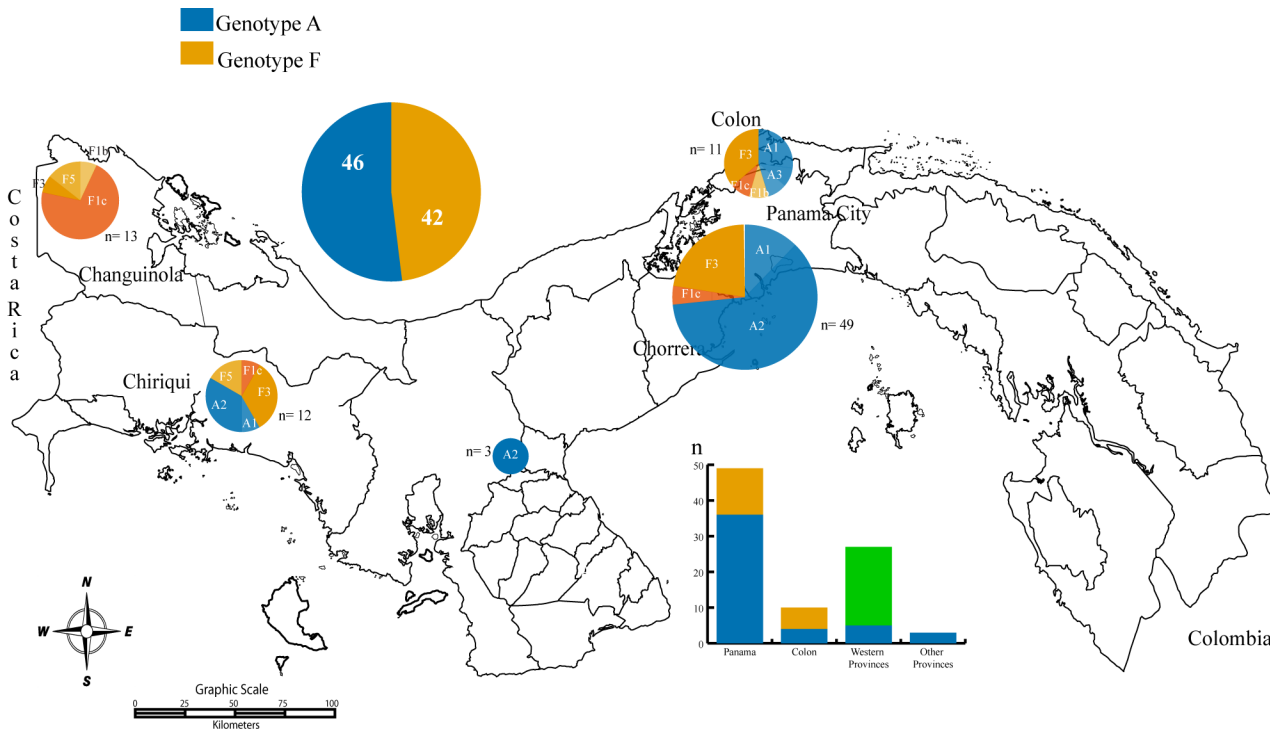 Genotype A
Genotype F
Costa Rica
F1b
F3
F5
F1c
n= 13
Changuinola
46
42
Colon
n= 11
F3
A1
A3
F1c
F1b
Panama City
F3
A1
F1c
A2
n= 49
Chorrera
Chiriqui
F5
F1c
A2
F3
A1
n= 12
n= 3
A2
n
50
40
30
20
10
0
Panama
Colon
Western
Provinces
Other
Provinces
Colombia
N
W
E
S
Graphic Scale
0 25 50 75 100
Kilometers